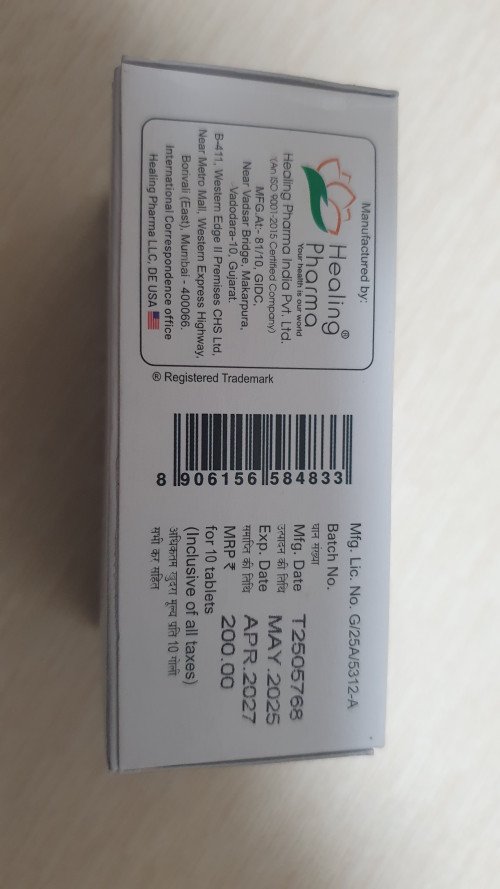 Manufactured by:
Healing®
Pharma
Your health is our world
Healing Pharma India Pvt. Ltd.
(An ISO 9001-2015 Certified Company)
MFG At:- 81/10, GIDC,
Near Vadsar Bridge, Makarpura,
Vadodara-10, Gujarat.
B-411, Western Edge II Premises CHS Ltd,
Near Metro Mall, Western Express Highway,
Borivali (East), Mumbai - 400066.
International Correspondence office
Healing Pharma LLC, DE USA
® Registered Trademark
8 906156 584833
Mfg. Lic. No. G/25A/5312-A
Batch No. T2505768
घान संख्या
Mfg. Date MAY.2025
उत्पादन की तिथि
Exp. Date APR.2027
समाप्ति की तिथि
MRP ₹ 200.00
for 10 tablets
(Inclusive of all taxes)
अधिकतम खुदरा मूल्य प्रति 10 गोली
सभी कर सहित